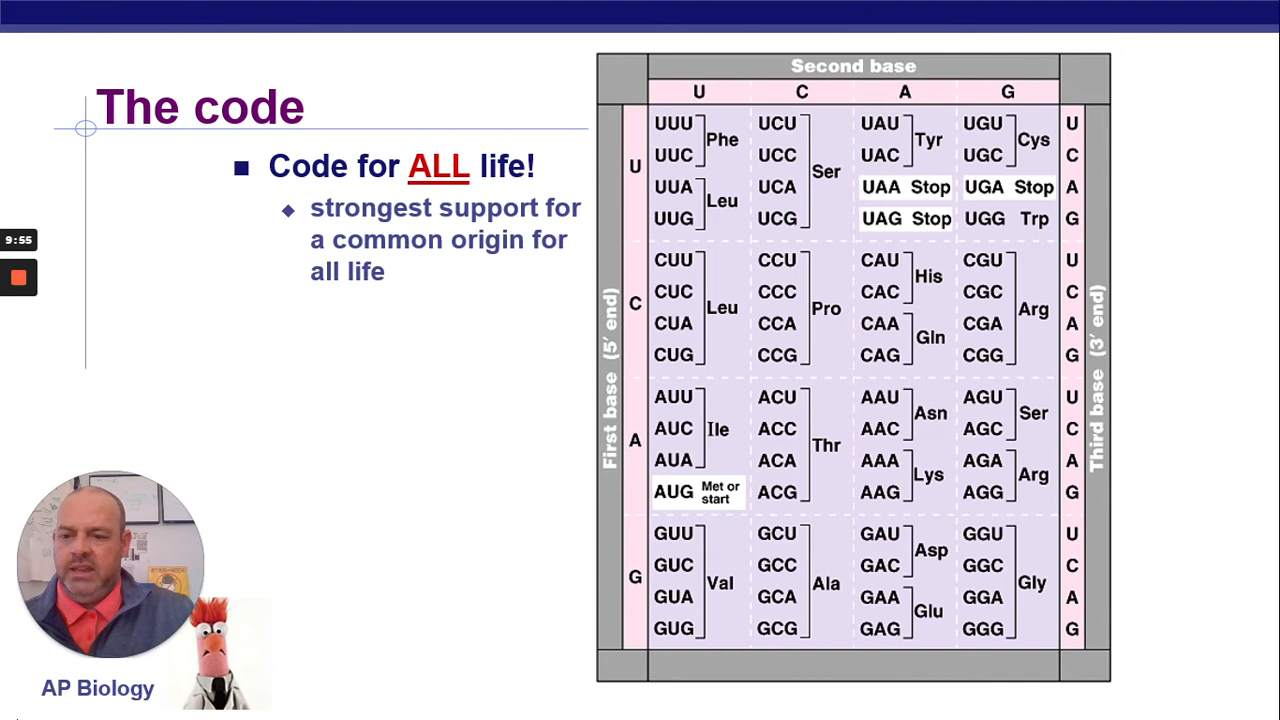 The code
Code for ALL life!
strongest support for
a common origin for
all life
9:55
AP Biology
Second base
U C A G
First base (5′ end)
Third base (3′ end)
U
UUU UUC Phe
UUA UUG Leu
UCU UCC UCA UCG Ser
UAU UAC Tyr
UAA Stop
UAG Stop
UGU UGC Cys
UGA Stop
UGG Trp
U C A G
C
CUU CUC CUA CUG Leu
CCU CCC CCA CCG Pro
CAU CAC His
CAA CAG Gln
CGU CGC CGA CGG Arg
U C A G
A
AUU AUC AUA Ile
AUG Met or start
ACU ACC ACA ACG Thr
AAU AAC Asn
AAA AAG Lys
AGU AGC Ser
AGA AGG Arg
U C A G
G
GUU GUC GUA GUG Val
GCU GCC GCA GCG Ala
GAU GAC Asp
GAA GAG Glu
GGU GGC GGA GGG Gly
U C A G